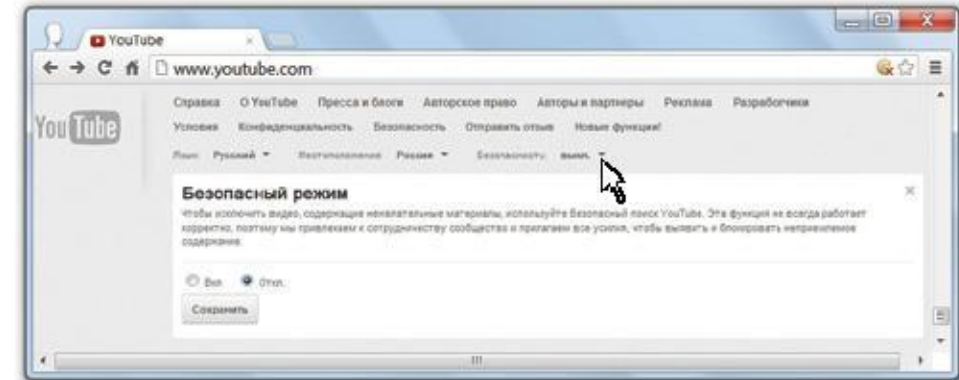 YouTube
www.youtube.com
You Tube
Справка О YouTube Пресса и блоги Авторское право Авторы и партнеры Реклама Разработчики
Условия Конфиденциальность Безопасность Отправить отзыв Новые функции!
Язык: Русский Местоположение: Россия Безопасность: выкл.
Безопасный режим
Чтобы исключить видео, содержащие нежелательные материалы, используйте Безопасный поиск YouTube. Эта функция не всегда работает
корректно, поэтому мы привлекаем к сотрудничеству сообщество и прилагаем все усилия, чтобы выявить и блокировать неприемлемое
содержание.
Вкл. Откл.
Сохранить